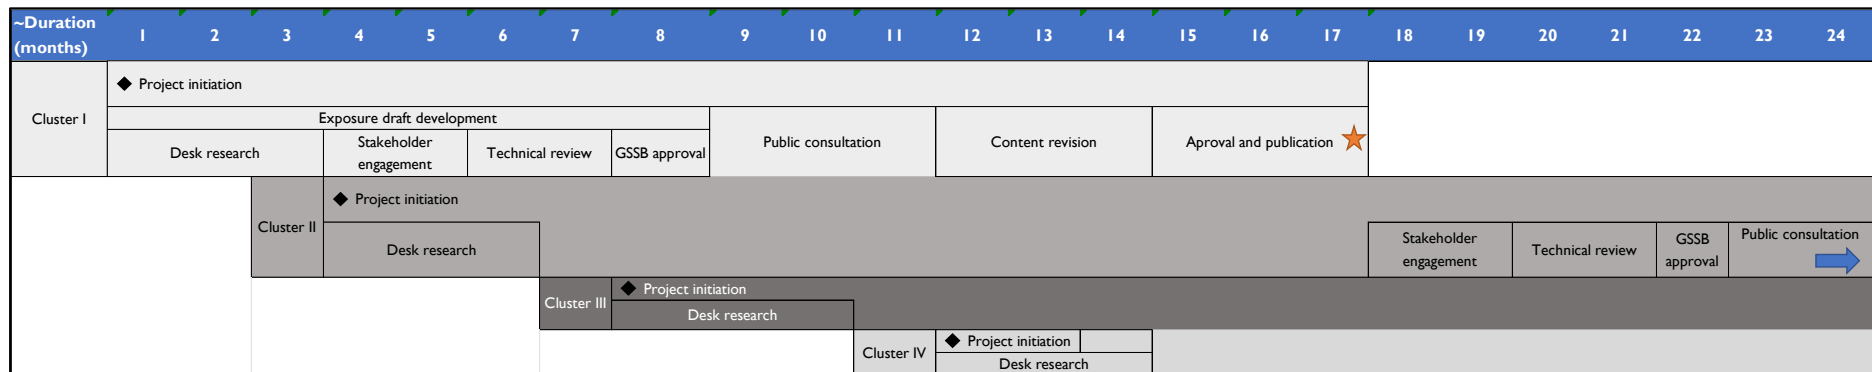 ~Duration
(months)
1 2 3 4 5 6 7 8 9 10 11 12 13 14 15 16 17 18 19 20 21 22 23 24
Cluster I
Project initiation
Exposure draft development
Desk research
Stakeholder
engagement
Technical review
GSSB approval
Public consultation
Content revision
Aproval and publication
Cluster II
Project initiation
Desk research
Stakeholder
engagement
Technical review
GSSB
approval
Public consultation
Cluster III
Project initiation
Desk research
Cluster IV
Project initiation
Desk research